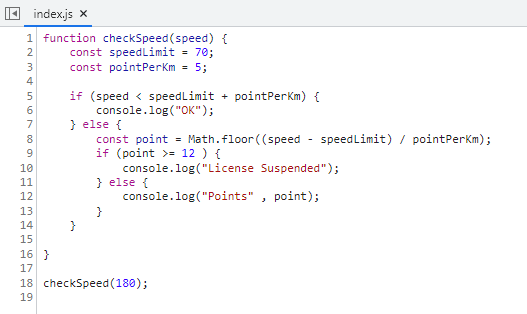 index.js ×
1 function checkSpeed(speed) {
2 const speedLimit = 70;
3 const pointPerKm = 5;
4
5 if (speed < speedLimit + pointPerKm) {
6 console.log("OK");
7 } else {
8 const point = Math.floor((speed - speedLimit) / pointPerKm);
9 if (point >= 12 ) {
10 console.log("License Suspended");
11 } else {
12 console.log("Points" , point);
13 }
14 }
15
16 }
17
18 checkSpeed(180);
19